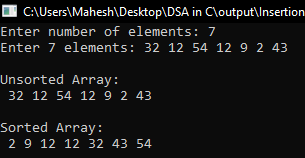 C:\Users\Mahesh\Desktop\DSA in C\output\Insertion
Enter number of elements: 7
Enter 7 elements: 32 12 54 12 9 2 43
Unsorted Array:
32 12 54 12 9 2 43
Sorted Array:
2 9 12 12 32 43 54